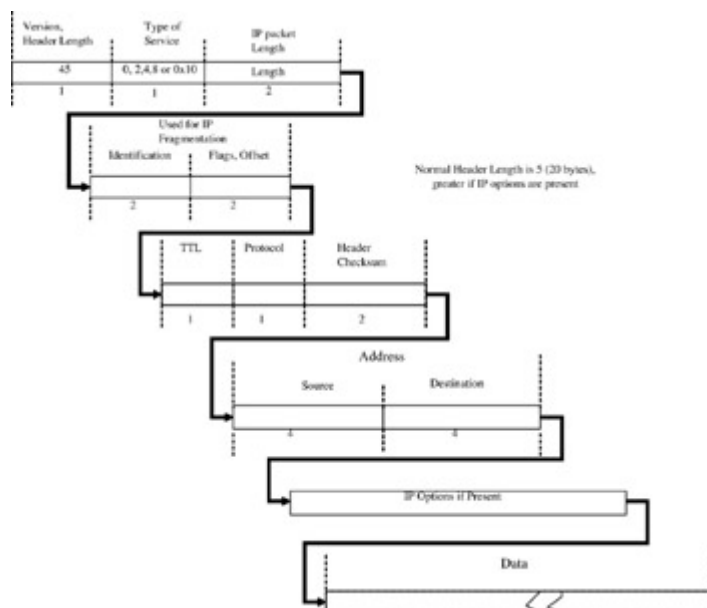 Version,
Header Length
Type of
Service
IP packet
Length
45
0, 2,4,8 or 0x10
Length
1
1
2
Used for IP
Fragmentation
Identification
Flags, Offset
2
2
Normal Header Length is 5 (20 bytes),
greater if IP options are present
TTL
Protocol
Header
Checksum
1
1
2
Address
Source
Destination
4
4
IP Options if Present
Data